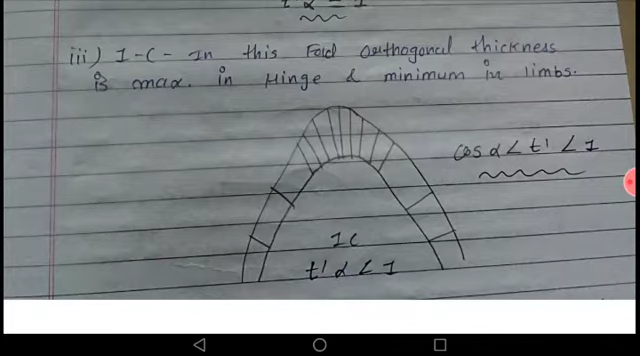 iii) I-C- In this Fold orthogonal thickness
is max. in Hinge & minimum in limbs.
cos α < t' < 1
IC
t'α < 1